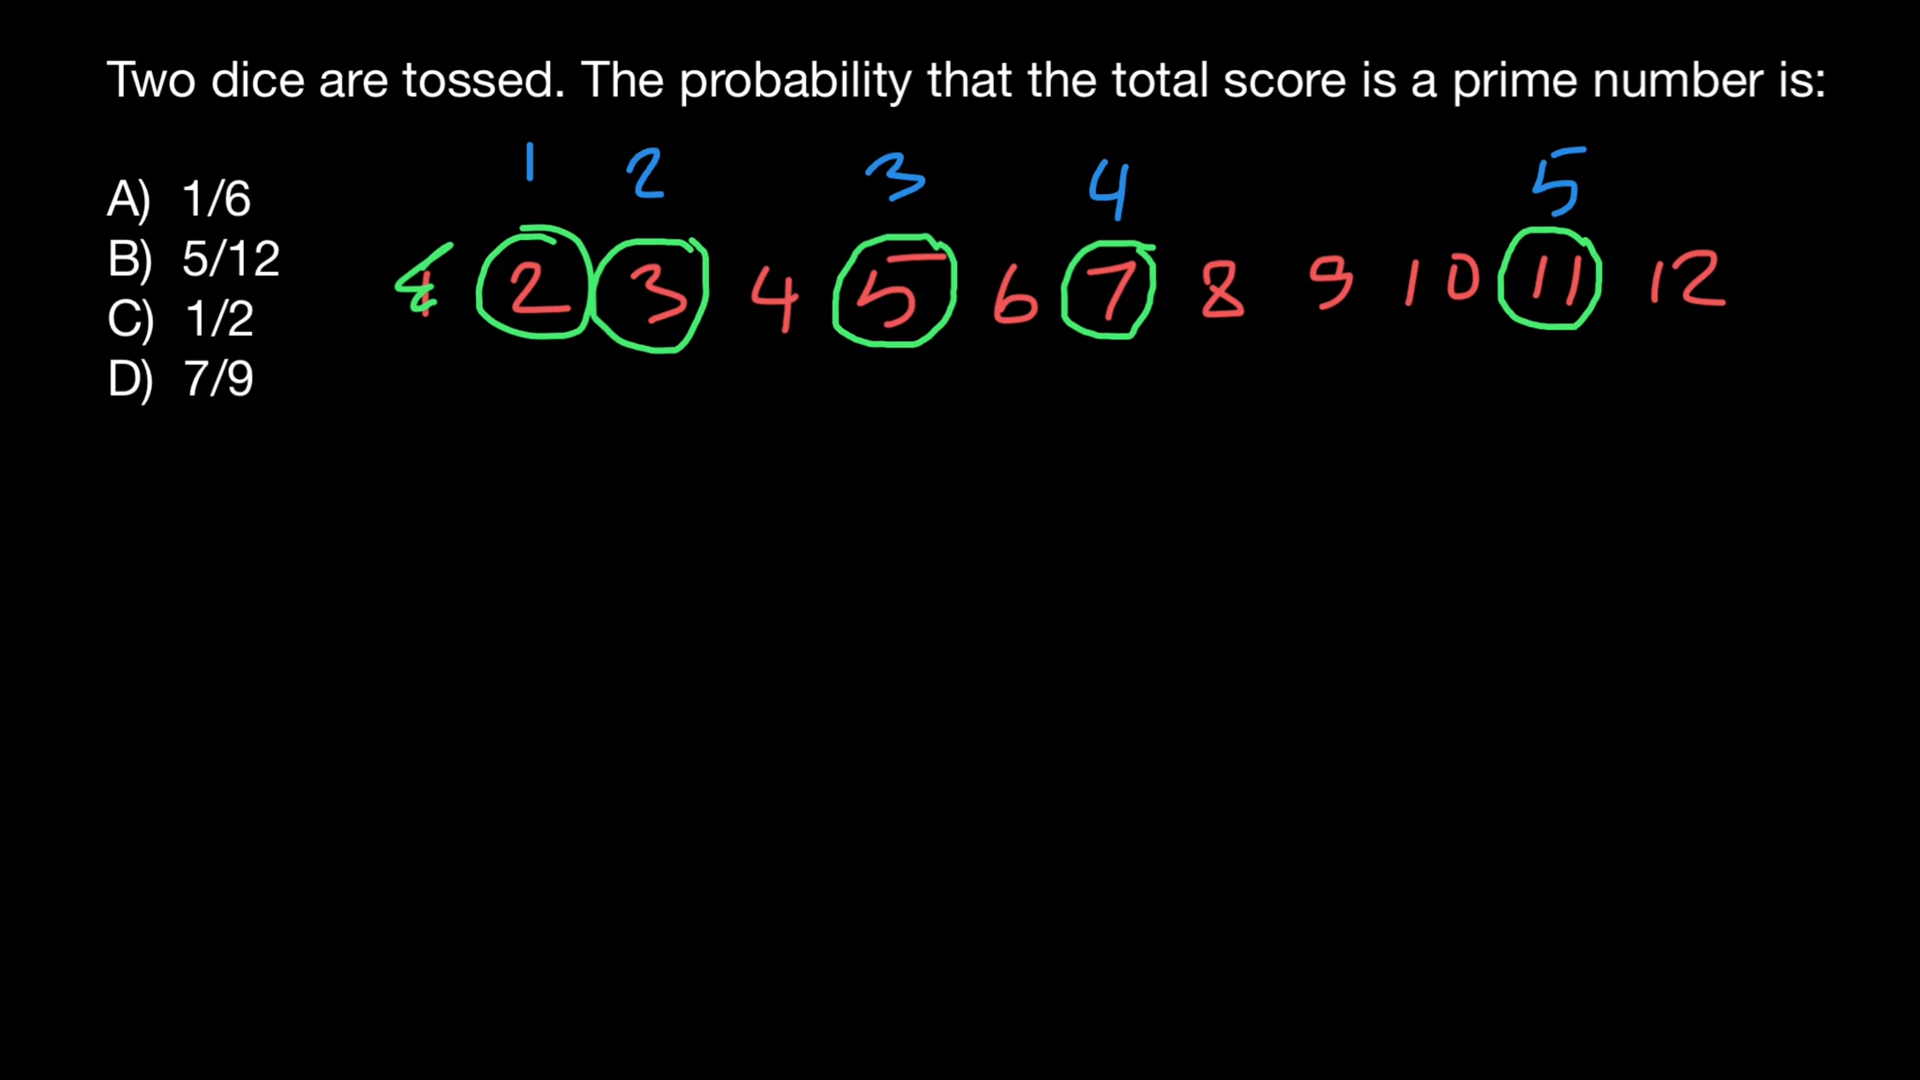 Two dice are tossed. The probability that the total score is a prime number is:
1 2 3 4 5
A) 1/6
B) 5/12
C) 1/2
D) 7/9
1 2 3 4 5 6 7 8 9 10 11 12